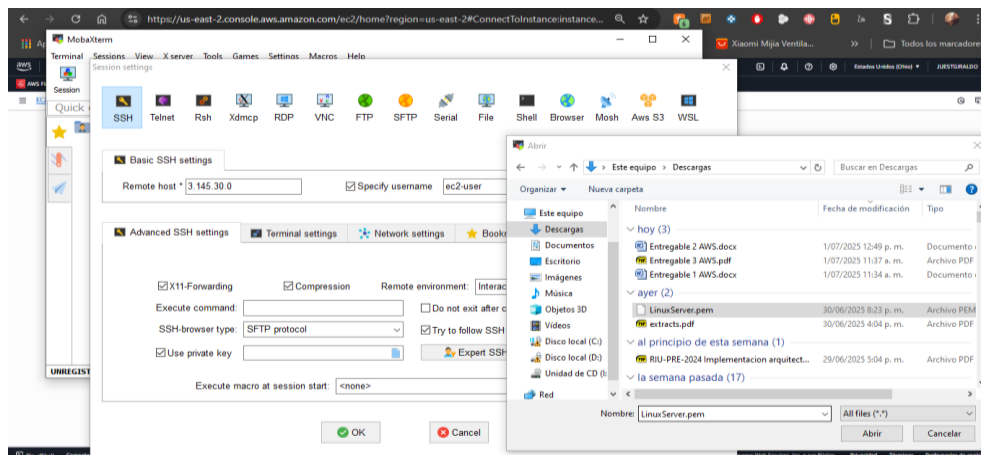 https://us-east-2.console.aws.amazon.com/ec2/home?region=us-east-2#ConnectToInstance:instance...
MobaXterm
Xiaomi Mijia Ventila...
Todos los marcadores
Terminal Sessions View X server Tools Games Settings Macros Help
aws
Session
Session settings
Estados Unidos (Ohio)
JUESTGIRALDO
Quick
SSH Telnet Rsh Xdmcp RDP VNC FTP SFTP Serial File Shell Browser Mosh Aws S3 WSL
Abrir
Basic SSH settings
Este equipo > Descargas
Buscar en Descargas
Remote host * 3.145.30.0
Specify username ec2-user
Organizar
Nueva carpeta
Este equipo
Descargas
Documentos
Escritorio
Imágenes
Música
Objetos 3D
Vídeos
Disco local (C:)
Disco local (D:)
Unidad de CD (I:
Red
Nombre Fecha de modificación Tipo
hoy (3)
Entregable 2 AWS.docx 1/07/2025 12:49 p. m. Documento
Entregable 3 AWS.pdf 1/07/2025 11:37 a. m. Archivo PDF
Entregable 1 AWS.docx 1/07/2025 11:34 a. m. Documento
ayer (2)
LinuxServer.pem 30/06/2025 8:23 p. m. Archivo PEM
extracts.pdf 30/06/2025 4:04 p. m. Archivo PDF
al principio de esta semana (1)
RIU-PRE-2024 Implementacion arquitect... 29/06/2025 5:04 p. m. Archivo PDF
la semana pasada (17)
Nombre: LinuxServer.pem
All files (*.*)
Abrir
Cancelar
Advanced SSH settings
Terminal settings
Network settings
Bookm
X11-Forwarding
Compression
Remote environment: Interac
Execute command:
Do not exit after c
SSH-browser type: SFTP protocol
Try to follow SSH
Use private key
Expert SSH
UNREGIST
Execute macro at session start: <none>
OK
Cancel